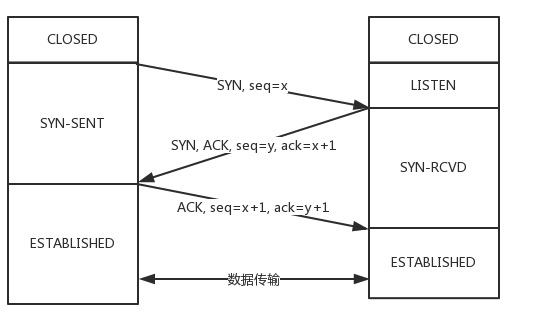 CLOSED
CLOSED
SYN, seq=x
LISTEN
SYN-SENT
SYN, ACK, seq=y, ack=x+1
SYN-RCVD
ACK, seq=x+1, ack=y+1
ESTABLISHED
ESTABLISHED
数据传输